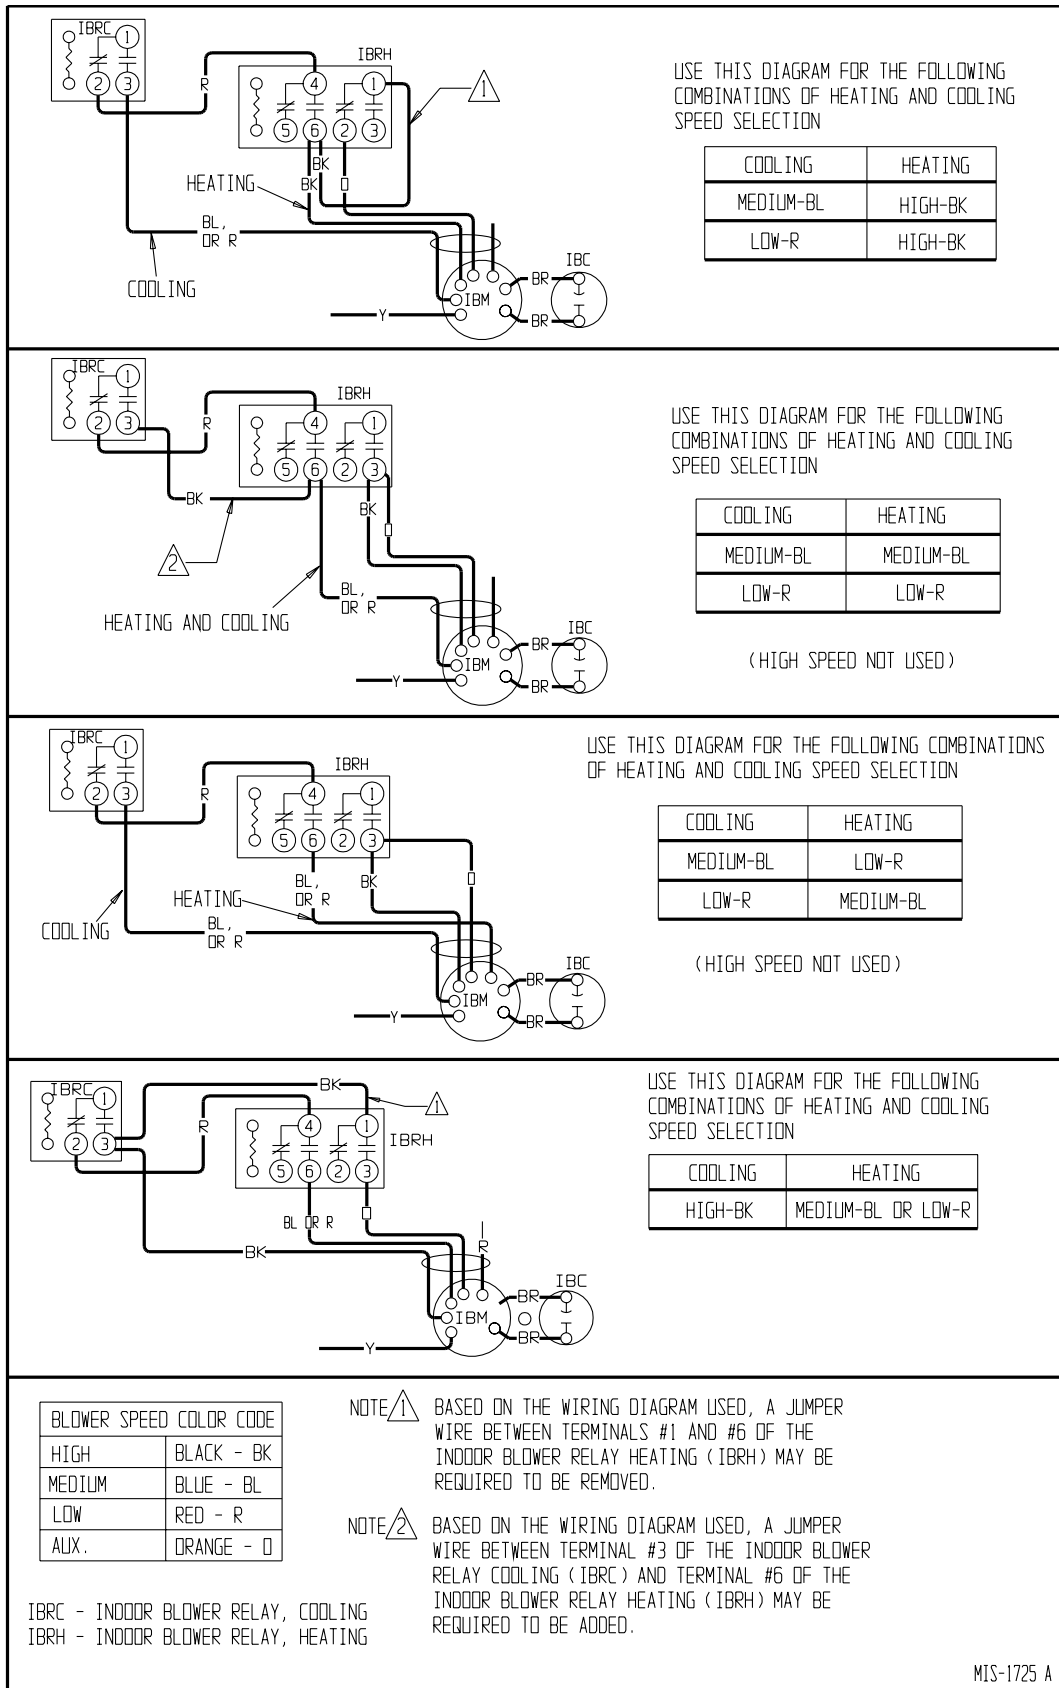 IBRC
1
2
3
R
IBRH
4
1
5
6
2
3
1
BK
BK
O
HEATING
BL,
OR R
COOLING
IBM
Y
BR
BR
IBC
USE THIS DIAGRAM FOR THE FOLLOWING
COMBINATIONS OF HEATING AND COOLING
SPEED SELECTION
COOLING HEATING
MEDIUM-BL HIGH-BK
LOW-R HIGH-BK
IBRC
1
2
3
R
IBRH
4
1
5
6
2
3
BK
BK
O
2
BL,
OR R
HEATING AND COOLING
IBM
Y
BR
BR
IBC
USE THIS DIAGRAM FOR THE FOLLOWING
COMBINATIONS OF HEATING AND COOLING
SPEED SELECTION
COOLING HEATING
MEDIUM-BL MEDIUM-BL
LOW-R LOW-R
(HIGH SPEED NOT USED)
IBRC
1
2
3
R
IBRH
4
1
5
6
2
3
BL,
OR R
BK
O
HEATING
BL,
OR R
COOLING
IBM
Y
BR
BR
IBC
USE THIS DIAGRAM FOR THE FOLLOWING COMBINATIONS
OF HEATING AND COOLING SPEED SELECTION
COOLING HEATING
MEDIUM-BL LOW-R
LOW-R MEDIUM-BL
(HIGH SPEED NOT USED)
IBRC
1
2
3
BK
R
1
IBRH
4
1
5
6
2
3
BL OR R
O
BK
R
IBM
Y
BR
BR
IBC
USE THIS DIAGRAM FOR THE FOLLOWING
COMBINATIONS OF HEATING AND COOLING
SPEED SELECTION
COOLING HEATING
HIGH-BK MEDIUM-BL OR LOW-R
BLOWER SPEED COLOR CODE
HIGH BLACK - BK
MEDIUM BLUE - BL
LOW RED - R
AUX. ORANGE - O
IBRC - INDOOR BLOWER RELAY, COOLING
IBRH - INDOOR BLOWER RELAY, HEATING
NOTE 1 BASED ON THE WIRING DIAGRAM USED, A JUMPER
WIRE BETWEEN TERMINALS #1 AND #6 OF THE
INDOOR BLOWER RELAY HEATING (IBRH) MAY BE
REQUIRED TO BE REMOVED.
NOTE 2 BASED ON THE WIRING DIAGRAM USED, A JUMPER
WIRE BETWEEN TERMINAL #3 OF THE INDOOR BLOWER
RELAY COOLING (IBRC) AND TERMINAL #6 OF THE
INDOOR BLOWER RELAY HEATING (IBRH) MAY BE
REQUIRED TO BE ADDED.
MIS-1725 A